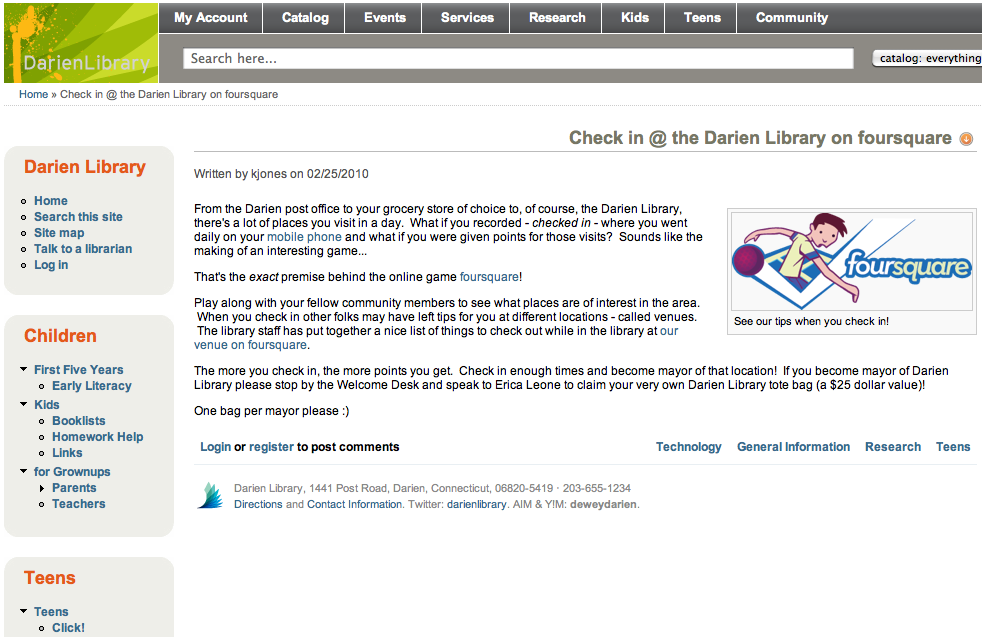 DarienLibrary
My Account Catalog Events Services Research Kids Teens Community
Search here...
catalog: everything
Home » Check in @ the Darien Library on foursquare
Check in @ the Darien Library on foursquare
Darien Library
Home
Search this site
Site map
Talk to a librarian
Log in
Children
First Five Years
Early Literacy
Kids
Booklists
Homework Help
Links
for Grownups
Parents
Teachers
Teens
Teens
Click!
Written by kjones on 02/25/2010
From the Darien post office to your grocery store of choice to, of course, the Darien Library,
there's a lot of places you visit in a day. What if you recorded - checked in - where you went
daily on your mobile phone and what if you were given points for those visits? Sounds like the
making of an interesting game...
That's the exact premise behind the online game foursquare!
Play along with your fellow community members to see what places are of interest in the area.
When you check in other folks may have left tips for you at different locations - called venues.
The library staff has put together a nice list of things to check out while in the library at our
venue on foursquare.
foursquare
See our tips when you check in!
The more you check in, the more points you get. Check in enough times and become mayor of that location! If you become mayor of Darien
Library please stop by the Welcome Desk and speak to Erica Leone to claim your very own Darien Library tote bag (a $25 dollar value)!
One bag per mayor please :)
Login or register to post comments
Technology General Information Research Teens
Darien Library, 1441 Post Road, Darien, Connecticut, 06820-5419 · 203-655-1234
Directions and Contact Information. Twitter: darienlibrary. AIM & Y!M: deweydarien.